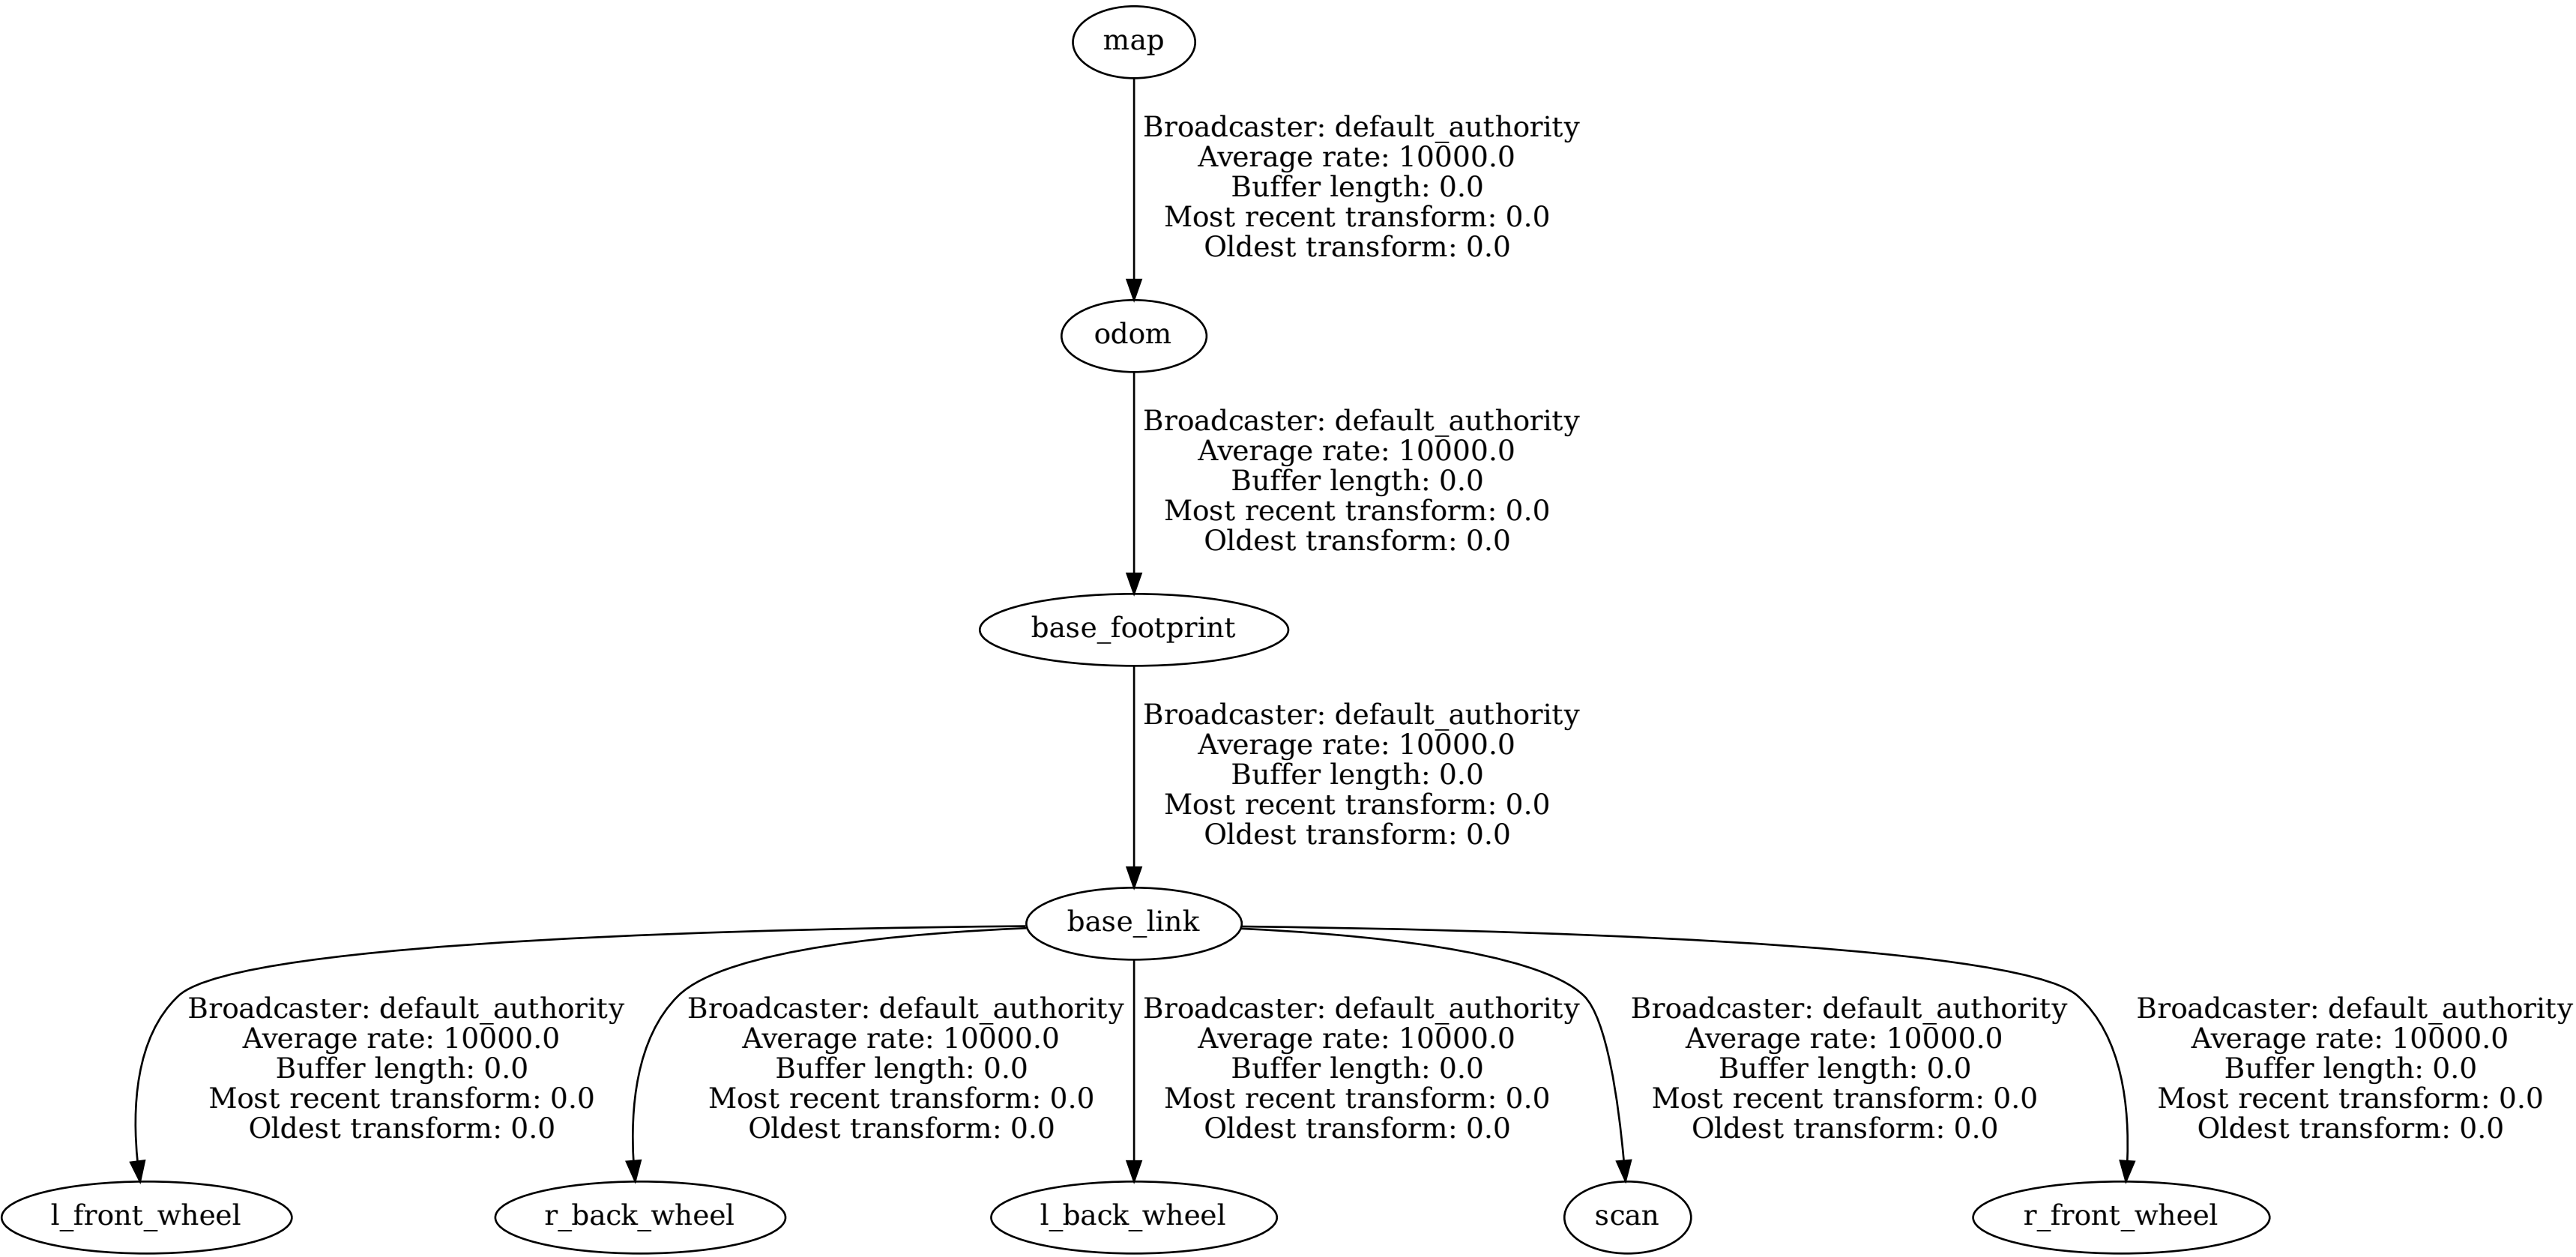 map
Broadcaster: default_authority
Average rate: 10000.0
Buffer length: 0.0
Most recent transform: 0.0
Oldest transform: 0.0
odom
Broadcaster: default_authority
Average rate: 10000.0
Buffer length: 0.0
Most recent transform: 0.0
Oldest transform: 0.0
base_footprint
Broadcaster: default_authority
Average rate: 10000.0
Buffer length: 0.0
Most recent transform: 0.0
Oldest transform: 0.0
base_link
Broadcaster: default_authority
Average rate: 10000.0
Buffer length: 0.0
Most recent transform: 0.0
Oldest transform: 0.0
Broadcaster: default_authority
Average rate: 10000.0
Buffer length: 0.0
Most recent transform: 0.0
Oldest transform: 0.0
Broadcaster: default_authority
Average rate: 10000.0
Buffer length: 0.0
Most recent transform: 0.0
Oldest transform: 0.0
Broadcaster: default_authority
Average rate: 10000.0
Buffer length: 0.0
Most recent transform: 0.0
Oldest transform: 0.0
Broadcaster: default_authority
Average rate: 10000.0
Buffer length: 0.0
Most recent transform: 0.0
Oldest transform: 0.0
l_front_wheel
r_back_wheel
l_back_wheel
scan
r_front_wheel